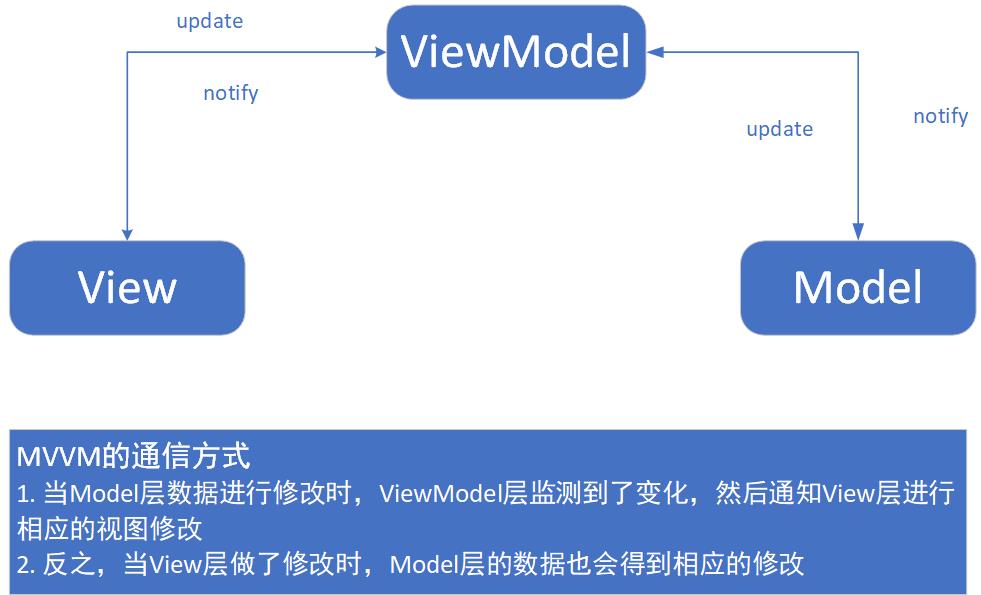 update
ViewModel
notify
update
notify
View
Model
MVVM的通信方式
1. 当Model层数据进行修改时，ViewModel层监测到了变化，然后通知View层进行
相应的视图修改
2. 反之，当View层做了修改时，Model层的数据也会得到相应的修改